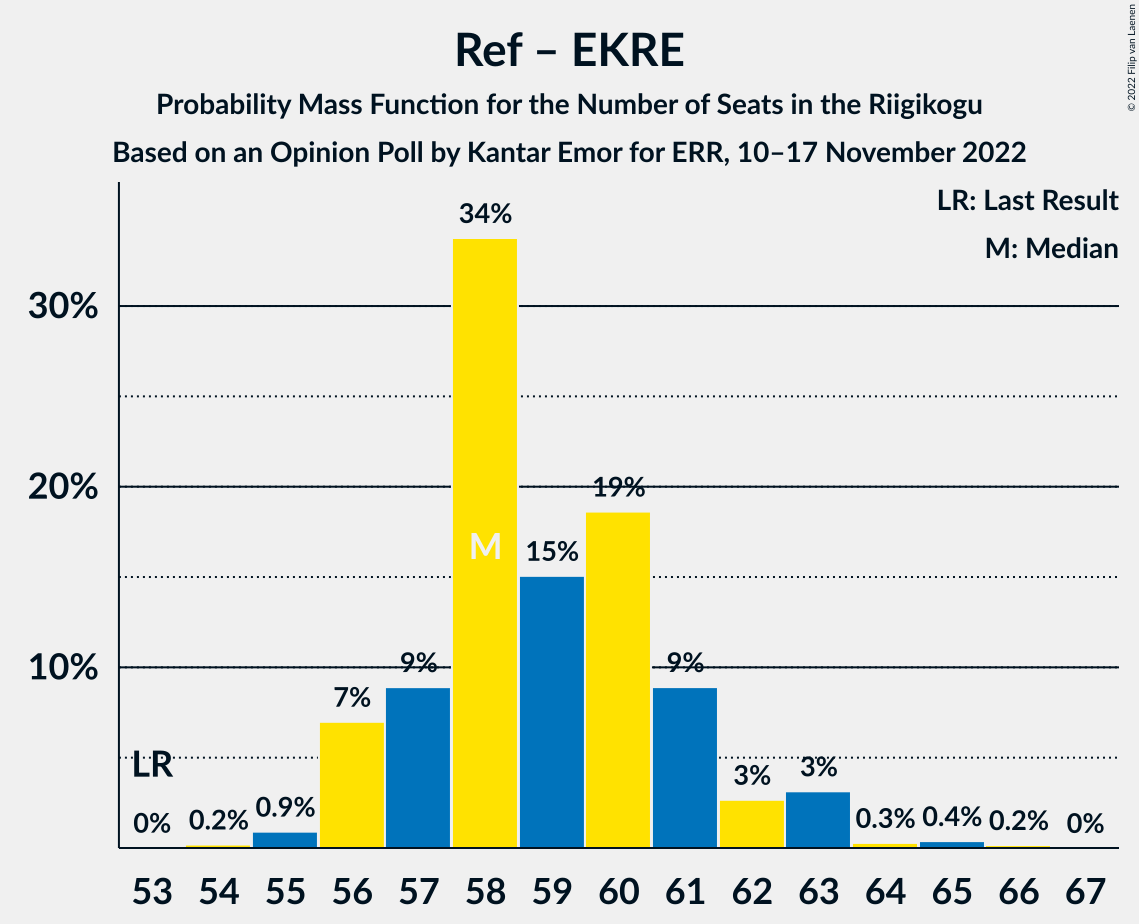 Ref – EKRE
Probability Mass Function for the Number of Seats in the Riigikogu
Based on an Opinion Poll by Kantar Emor for ERR, 10–17 November 2022
© 2022 Filip van Laenen
LR: Last Result
M: Median
34%
30%
20%
19%
M
15%
10%
9%
9%
7%
LR
3%
3%
0%
0.2%
0.9%
0.3%
0.4%
0.2%
0%
53 54 55 56 57 58 59 60 61 62 63 64 65 66 67